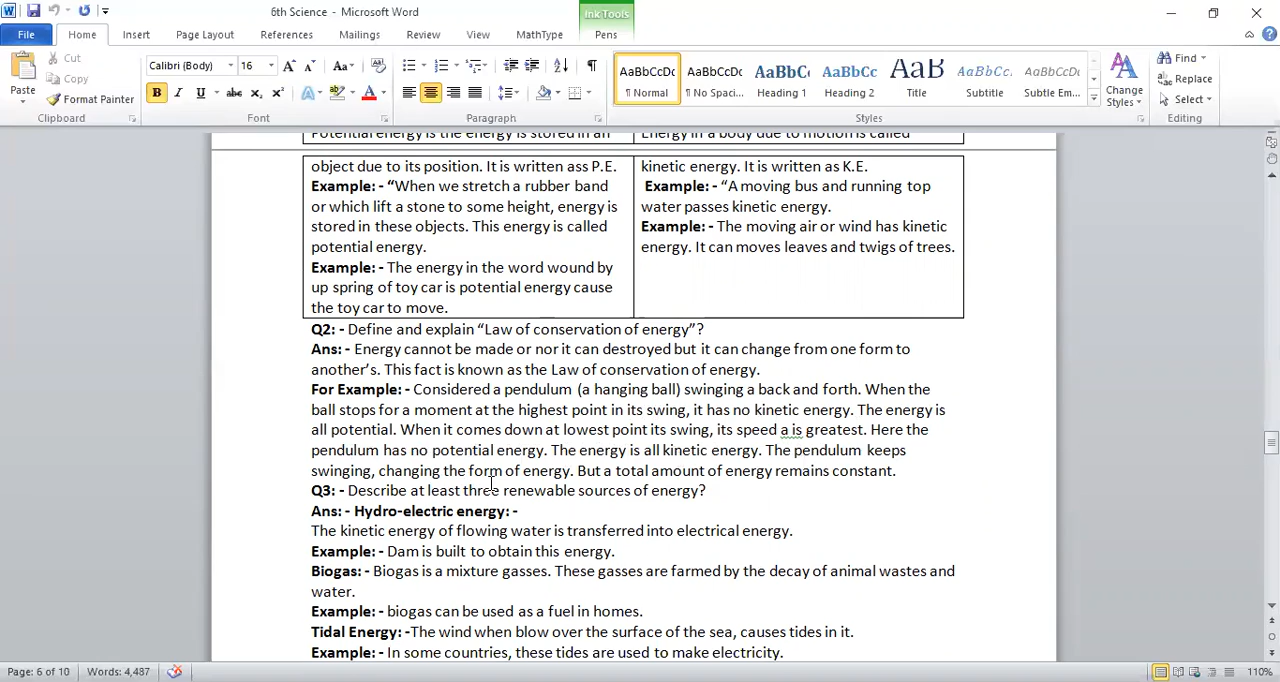 6th Science - Microsoft Word
Ink Tools
File Home Insert Page Layout References Mailings Review View MathType Pens
Paste
Cut
Copy
Format Painter
Clipboard
Calibri (Body) 16
B I U abc x₂ x² A
Font
Paragraph
AaBbCcDc AaBbCcDc AaBbC AaBbCc AaB AaBbCcL AaBbCcDc
¶ Normal ¶ No Spaci... Heading 1 Heading 2 Title Subtitle Subtle Em...
Styles
Change Styles
Find
Replace
Select
Editing
Potential energy is the energy is stored in an
object due to its position. It is written ass P.E.
Example: - “When we stretch a rubber band
or which lift a stone to some height, energy is
stored in these objects. This energy is called
potential energy.
Example: - The energy in the word wound by
up spring of toy car is potential energy cause
the toy car to move.
Energy in a body due to motion is called
kinetic energy. It is written as K.E.
Example: - “A moving bus and running top
water passes kinetic energy.
Example: - The moving air or wind has kinetic
energy. It can moves leaves and twigs of trees.
Q2: - Define and explain “Law of conservation of energy”?
Ans: - Energy cannot be made or nor it can destroyed but it can change from one form to
another’s. This fact is known as the Law of conservation of energy.
For Example: - Considered a pendulum (a hanging ball) swinging a back and forth. When the
ball stops for a moment at the highest point in its swing, it has no kinetic energy. The energy is
all potential. When it comes down at lowest point its swing, its speed a is greatest. Here the
pendulum has no potential energy. The energy is all kinetic energy. The pendulum keeps
swinging, changing the form of energy. But a total amount of energy remains constant.
Q3: - Describe at least three renewable sources of energy?
Ans: - Hydro-electric energy: -
The kinetic energy of flowing water is transferred into electrical energy.
Example: - Dam is built to obtain this energy.
Biogas: - Biogas is a mixture gasses. These gasses are farmed by the decay of animal wastes and
water.
Example: - biogas can be used as a fuel in homes.
Tidal Energy: -The wind when blow over the surface of the sea, causes tides in it.
Example: - In some countries, these tides are used to make electricity.
Page: 6 of 10 Words: 4,487 110%